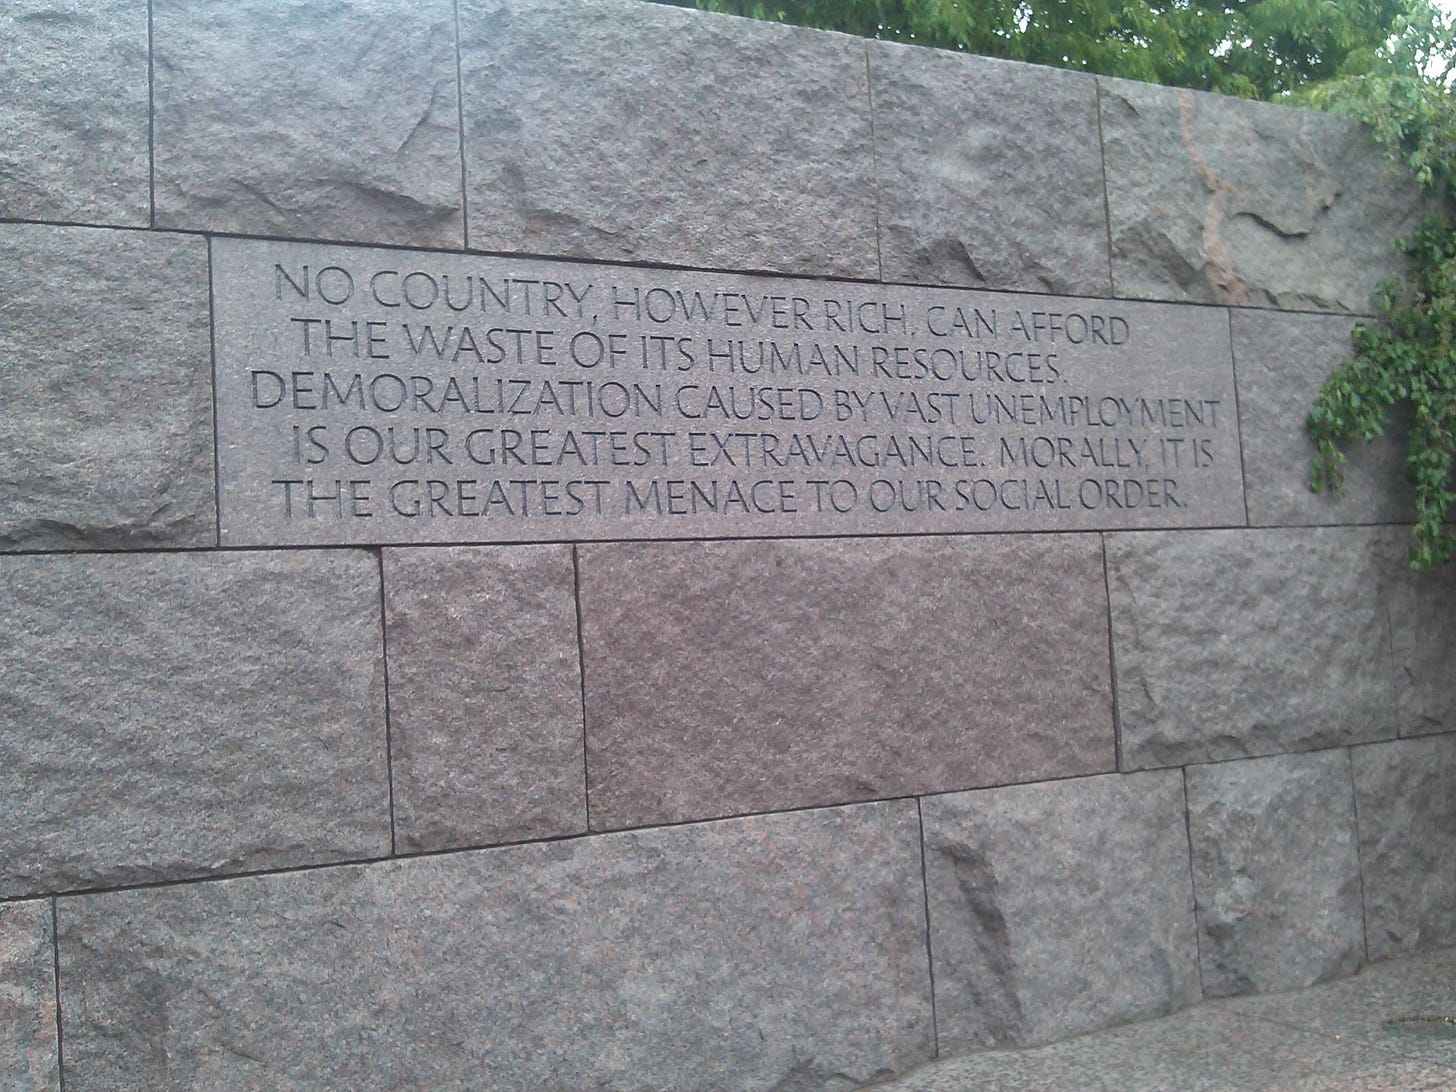 NO COUNTRY, HOWEVER RICH, CAN AFFORD
THE WASTE OF ITS HUMAN RESOURCES.
DEMORALIZATION CAUSED BY VAST UNEMPLOYMENT
IS OUR GREATEST EXTRAVAGANCE. MORALLY, IT IS
THE GREATEST MENACE TO OUR SOCIAL ORDER.